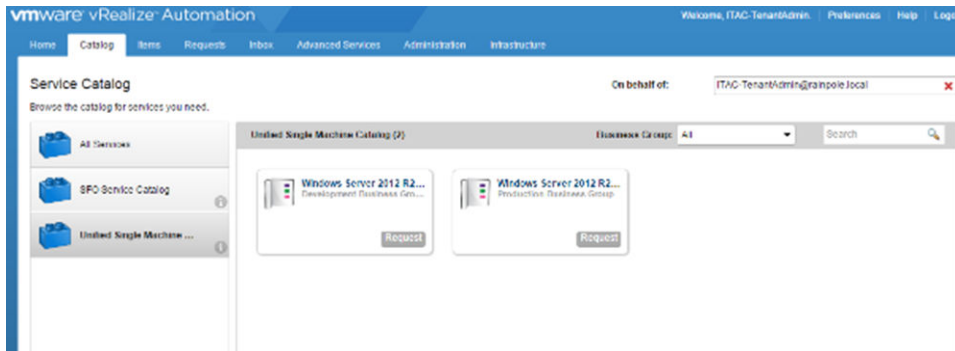 vmware vRealize Automation
Welcome, ITAC-TenantAdmin. Preferences Help Logo
Home Catalog Items Requests Inbox Advanced Services Administration Infrastructure
Service Catalog
On behalf of: ITAC-TenantAdmin@rainpole.local
Browse the catalog for services you need.
All Services
Unified Single Machine Catalog (2)
Business Group: All
Search
SFO Service Catalog
Windows Server 2012 R2...
Development Business Gro...
Request
Windows Server 2012 R2...
Production Business Group
Request
Unified Single Machine ...